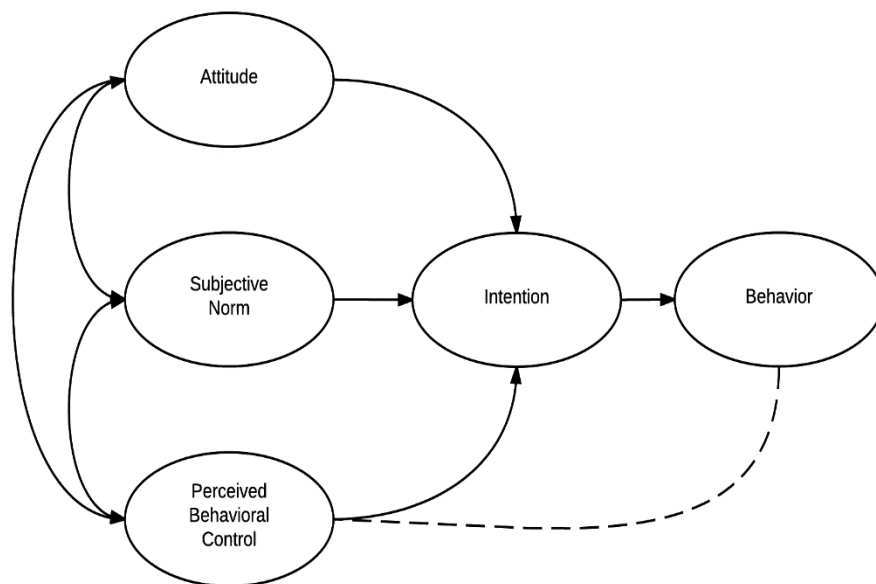 Attitude
Subjective
Norm
Intention
Behavior
Perceived
Behavioral
Control